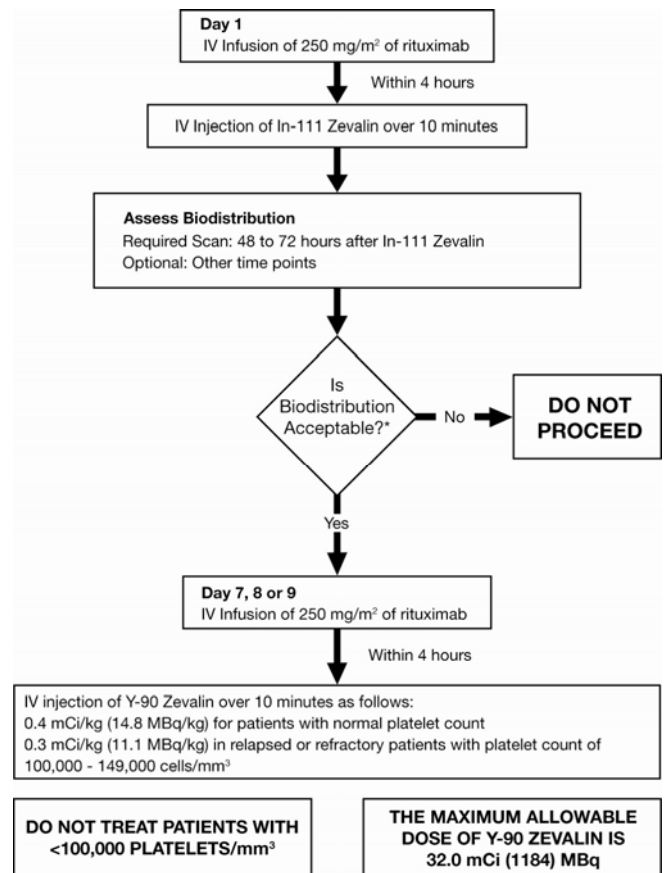 Day 1
IV Infusion of 250 mg/m² of rituximab
Within 4 hours
IV Injection of In-111 Zevalin over 10 minutes
Assess Biodistribution
Required Scan: 48 to 72 hours after In-111 Zevalin
Optional: Other time points
Is
Biodistribution
Acceptable?*
No
DO NOT
PROCEED
Yes
Day 7, 8 or 9
IV Infusion of 250 mg/m² of rituximab
Within 4 hours
IV injection of Y-90 Zevalin over 10 minutes as follows:
0.4 mCi/kg (14.8 MBq/kg) for patients with normal platelet count
0.3 mCi/kg (11.1 MBq/kg) in relapsed or refractory patients with platelet count of
100,000 - 149,000 cells/mm³
DO NOT TREAT PATIENTS WITH
<100,000 PLATELETS/mm³
THE MAXIMUM ALLOWABLE
DOSE OF Y-90 ZEVALIN IS
32.0 mCi (1184) MBq